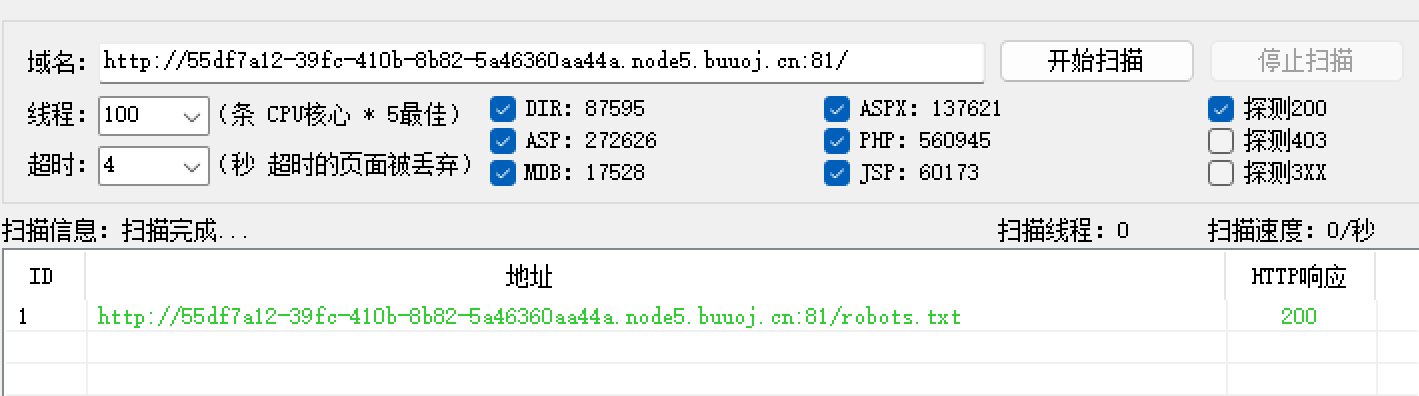 域名: http://55df7a12-39fc-410b-8b82-5a46360aa44a.node5.buuoj.cn:81/ 开始扫描 停止扫描
线程: 100 (条 CPU核心 * 5最佳) DIR: 87595 ASPX: 137621 探测200
ASP: 272626 PHP: 560945 探测403
超时: 4 (秒 超时的页面被丢弃) MDB: 17528 JSP: 60173 探测3XX
扫描信息: 扫描完成... 扫描线程: 0 扫描速度: 0/秒
ID 地址 HTTP响应
1 http://55df7a12-39fc-410b-8b82-5a46360aa44a.node5.buuoj.cn:81/robots.txt 200